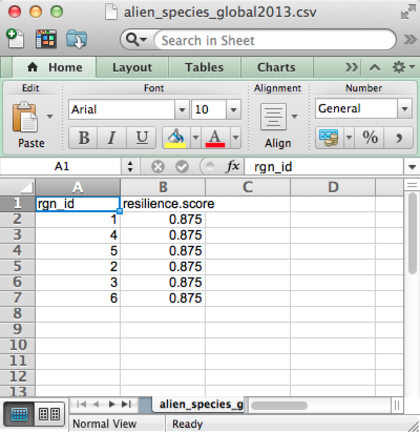 alien_species_global2013.csv
Search in Sheet
Home Layout Tables Charts
Edit Font Alignment Number
Paste Arial 10 Align General
B I U A % ,
A1 fx rgn_id
A B C D
1 rgn_id resilience.score
2 1 0.875
3 4 0.875
4 5 0.875
5 2 0.875
6 3 0.875
7 6 0.875
8
9
10
11
12
13
alien_species_g
Normal View Ready